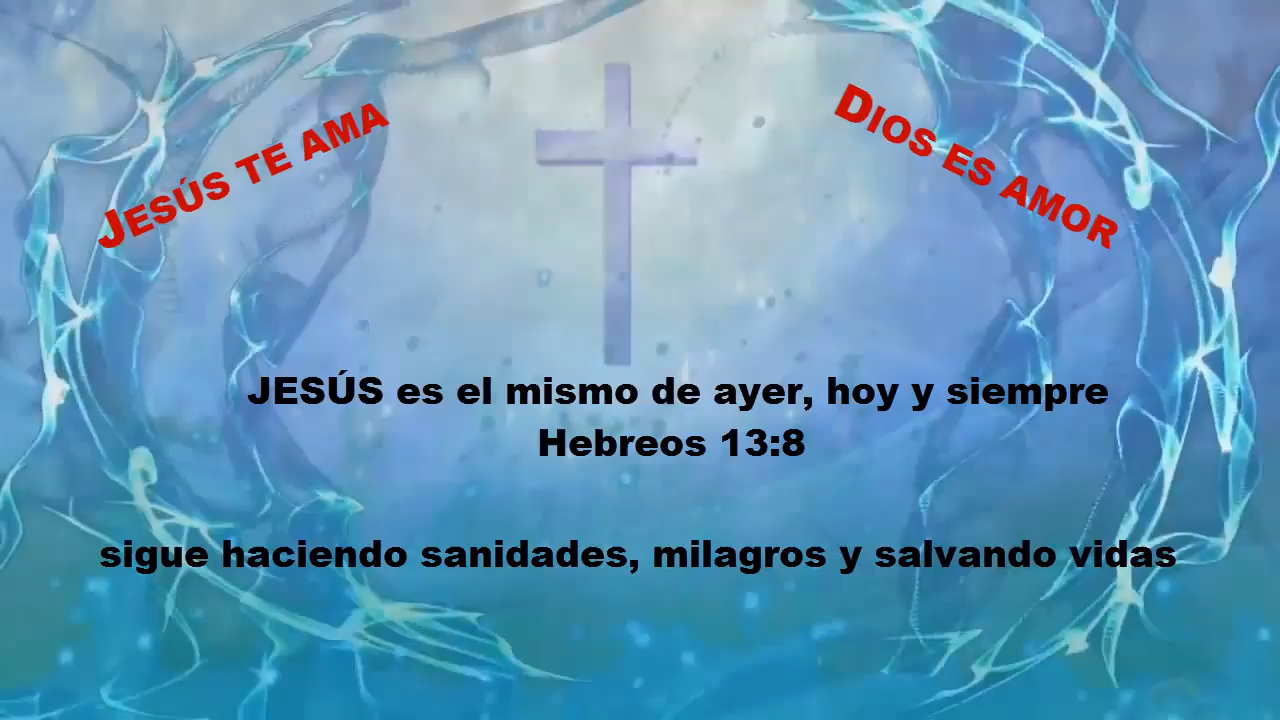 JESÚS TE AMA
DIOS ES AMOR
JESÚS es el mismo de ayer, hoy y siempre
Hebreos 13:8
sigue haciendo sanidades, milagros y salvando vidas